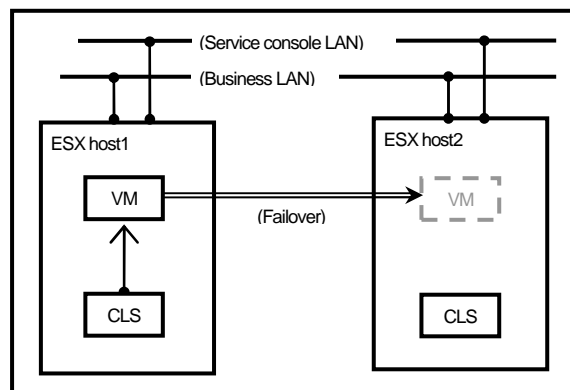 (Service console LAN)
(Business LAN)
ESX host1
ESX host2
VM
VM
(Failover)
CLS
CLS